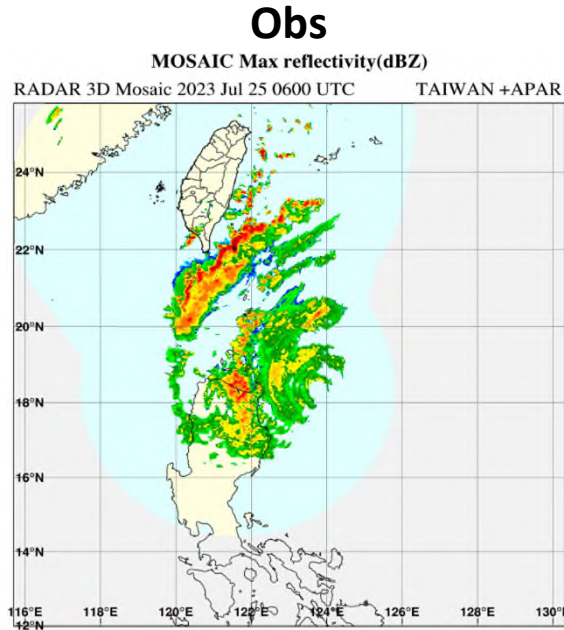 Obs
MOSAIC Max reflectivity(dBZ)
RADAR 3D Mosaic 2023 Jul 25 0600 UTC TAIWAN +APAR
24°N
22°N
20°N
18°N
16°N
14°N
116°E 118°E 120°E 122°E 124°E 126°E 128°E 130°E
12°N